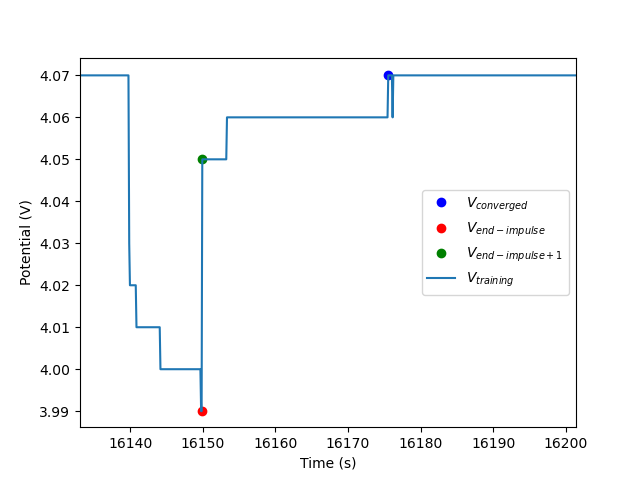 4.07
4.06
4.05
4.04
4.03
4.02
4.01
4.00
3.99
Potential (V)
V_converged
V_end−impulse
V_end−impulse+1
V_training
16140 16150 16160 16170 16180 16190 16200
Time (s)